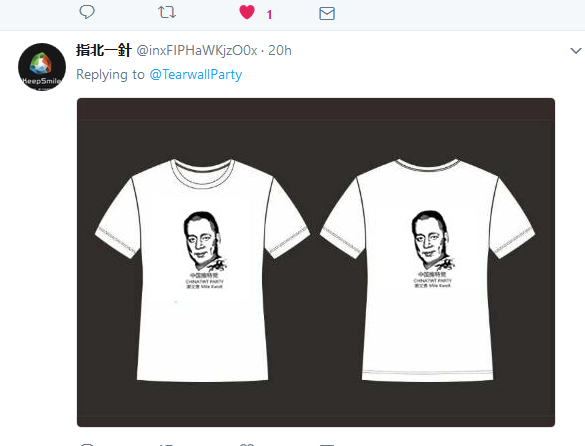 1
指北一針 @inxFIPHaWKjzO0x · 20h
KeepSmile
Replying to @TearwallParty
中国推特党
CHINATWT PARTY
郭文贵 Mile Kwok
中国推特党
CHINATWT PARTY
郭文贵 Mile Kwok